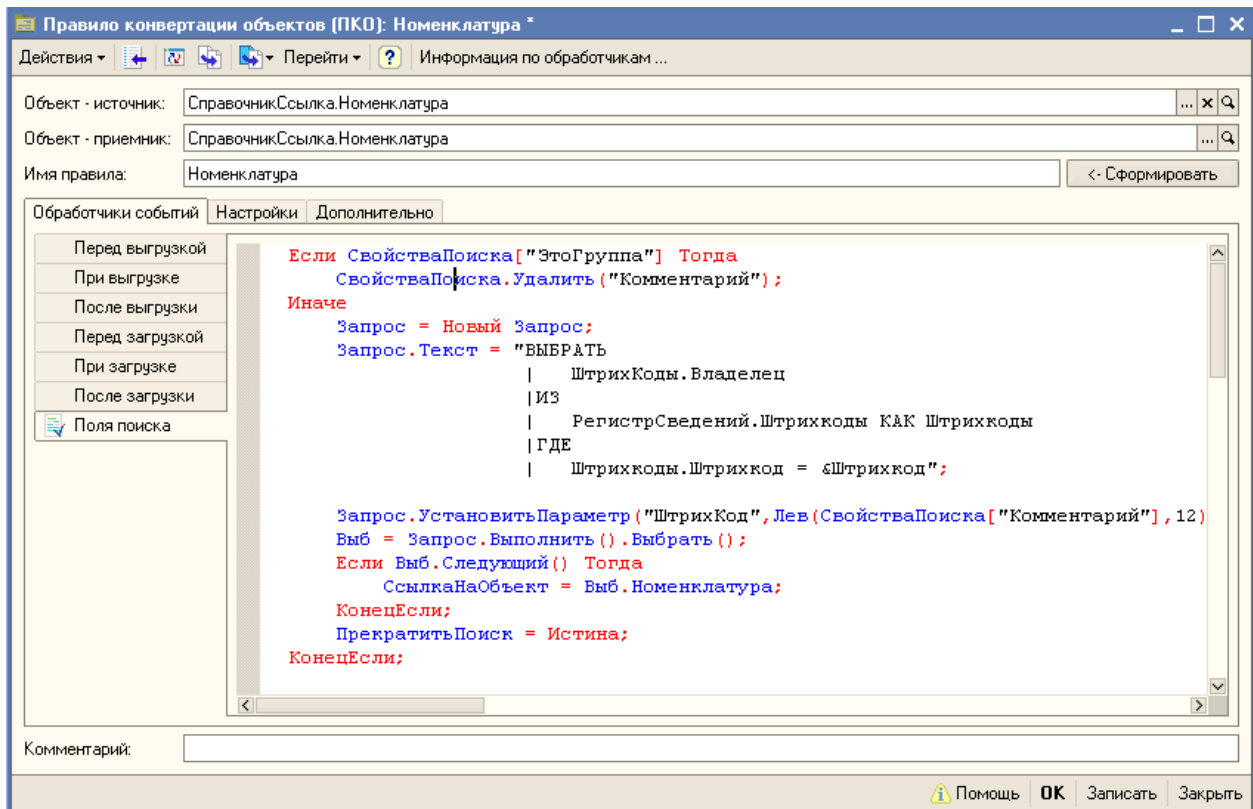 Правило конвертации объектов (ПКО): Номенклатура *
Действия Перейти ? Информация по обработчикам ...
Объект - источник: СправочникСсылка.Номенклатура ... x
Объект - приемник: СправочникСсылка.Номенклатура ...
Имя правила: Номенклатура <- Сформировать
Обработчики событий Настройки Дополнительно
Перед выгрузкой
При выгрузке
После выгрузки
Перед загрузкой
При загрузке
После загрузки
Поля поиска
Если СвойстваПоиска["ЭтоГруппа"] Тогда
СвойстваПоиска.Удалить("Комментарий");
Иначе
Запрос = Новый Запрос;
Запрос.Текст = "ВЫБРАТЬ
| ШтрихКоды.Владелец
|ИЗ
| РегистрСведений.Штрихкоды КАК Штрихкоды
|ГДЕ
| Штрихкоды.Штрихкод = &Штрихкод";
Запрос.УстановитьПараметр("ШтрихКод",Лев(СвойстваПоиска["Комментарий"],12)
Выб = Запрос.Выполнить().Выбрать();
Если Выб.Следующий() Тогда
СсылкаНаОбъект = Выб.Номенклатура;
КонецЕсли;
ПрекратитьПоиск = Истина;
КонецЕсли;
Комментарий:
Помощь OK Записать Закрыть